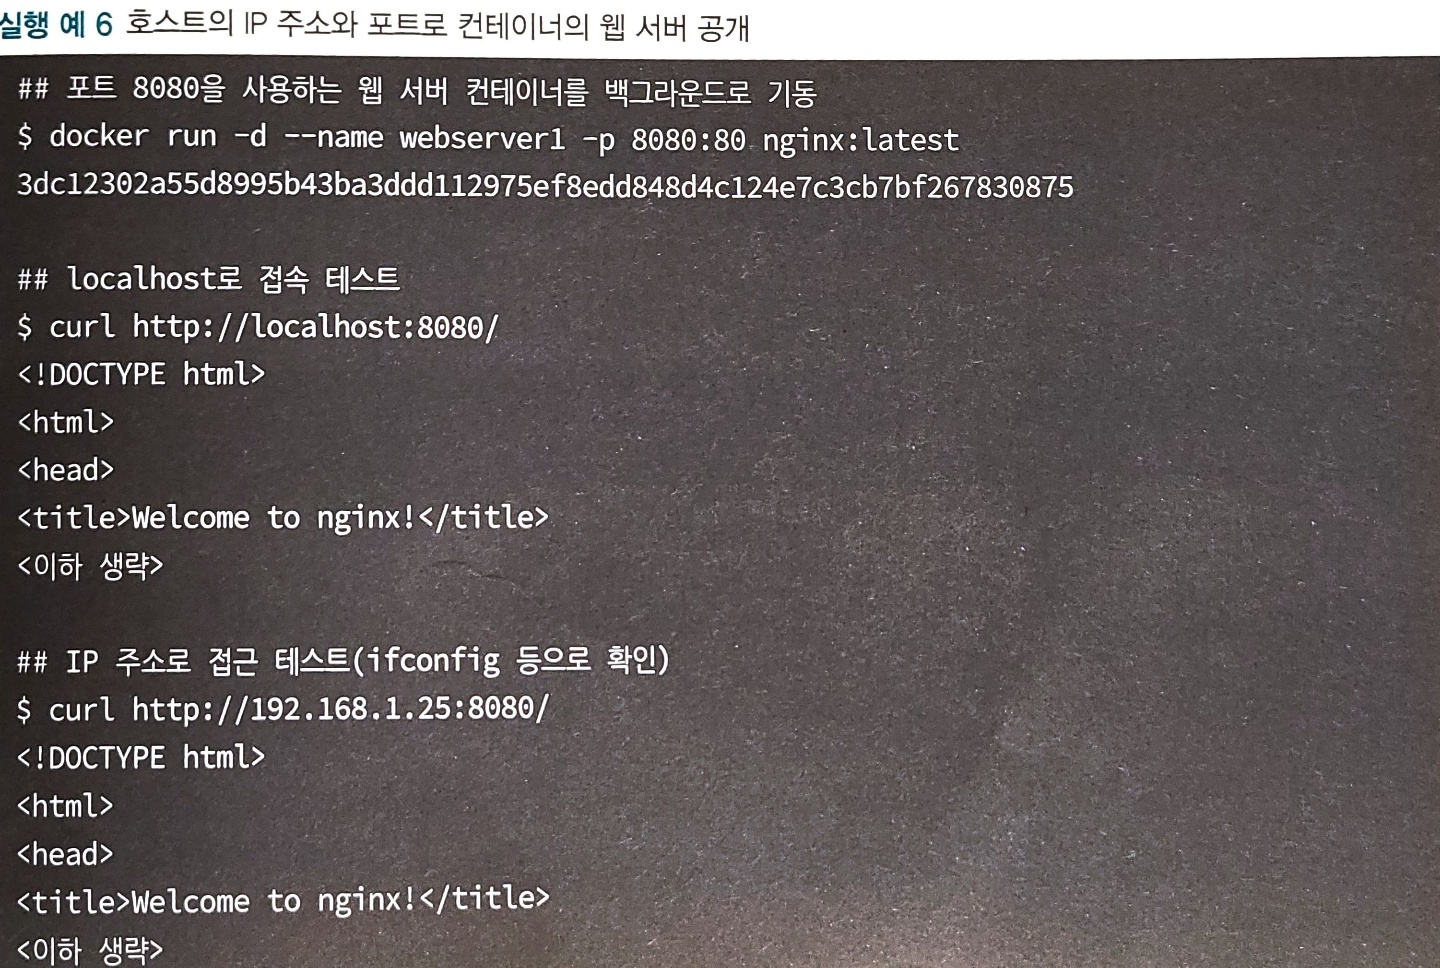 실행 예 6 호스트의 IP 주소와 포트로 컨테이너의 웹 서버 공개
## 포트 8080을 사용하는 웹 서버 컨테이너를 백그라운드로 기동
$ docker run -d --name webserver1 -p 8080:80 nginx:latest
3dc12302a55d8995b43ba3ddd112975ef8edd848d4c124e7c3cb7bf267830875
## localhost로 접속 테스트
$ curl http://localhost:8080/
<!DOCTYPE html>
<html>
<head>
<title>Welcome to nginx!</title>
<이하 생략>
## IP 주소로 접근 테스트(ifconfig 등으로 확인)
$ curl http://192.168.1.25:8080/
<!DOCTYPE html>
<html>
<head>
<title>Welcome to nginx!</title>
<이하 생략>